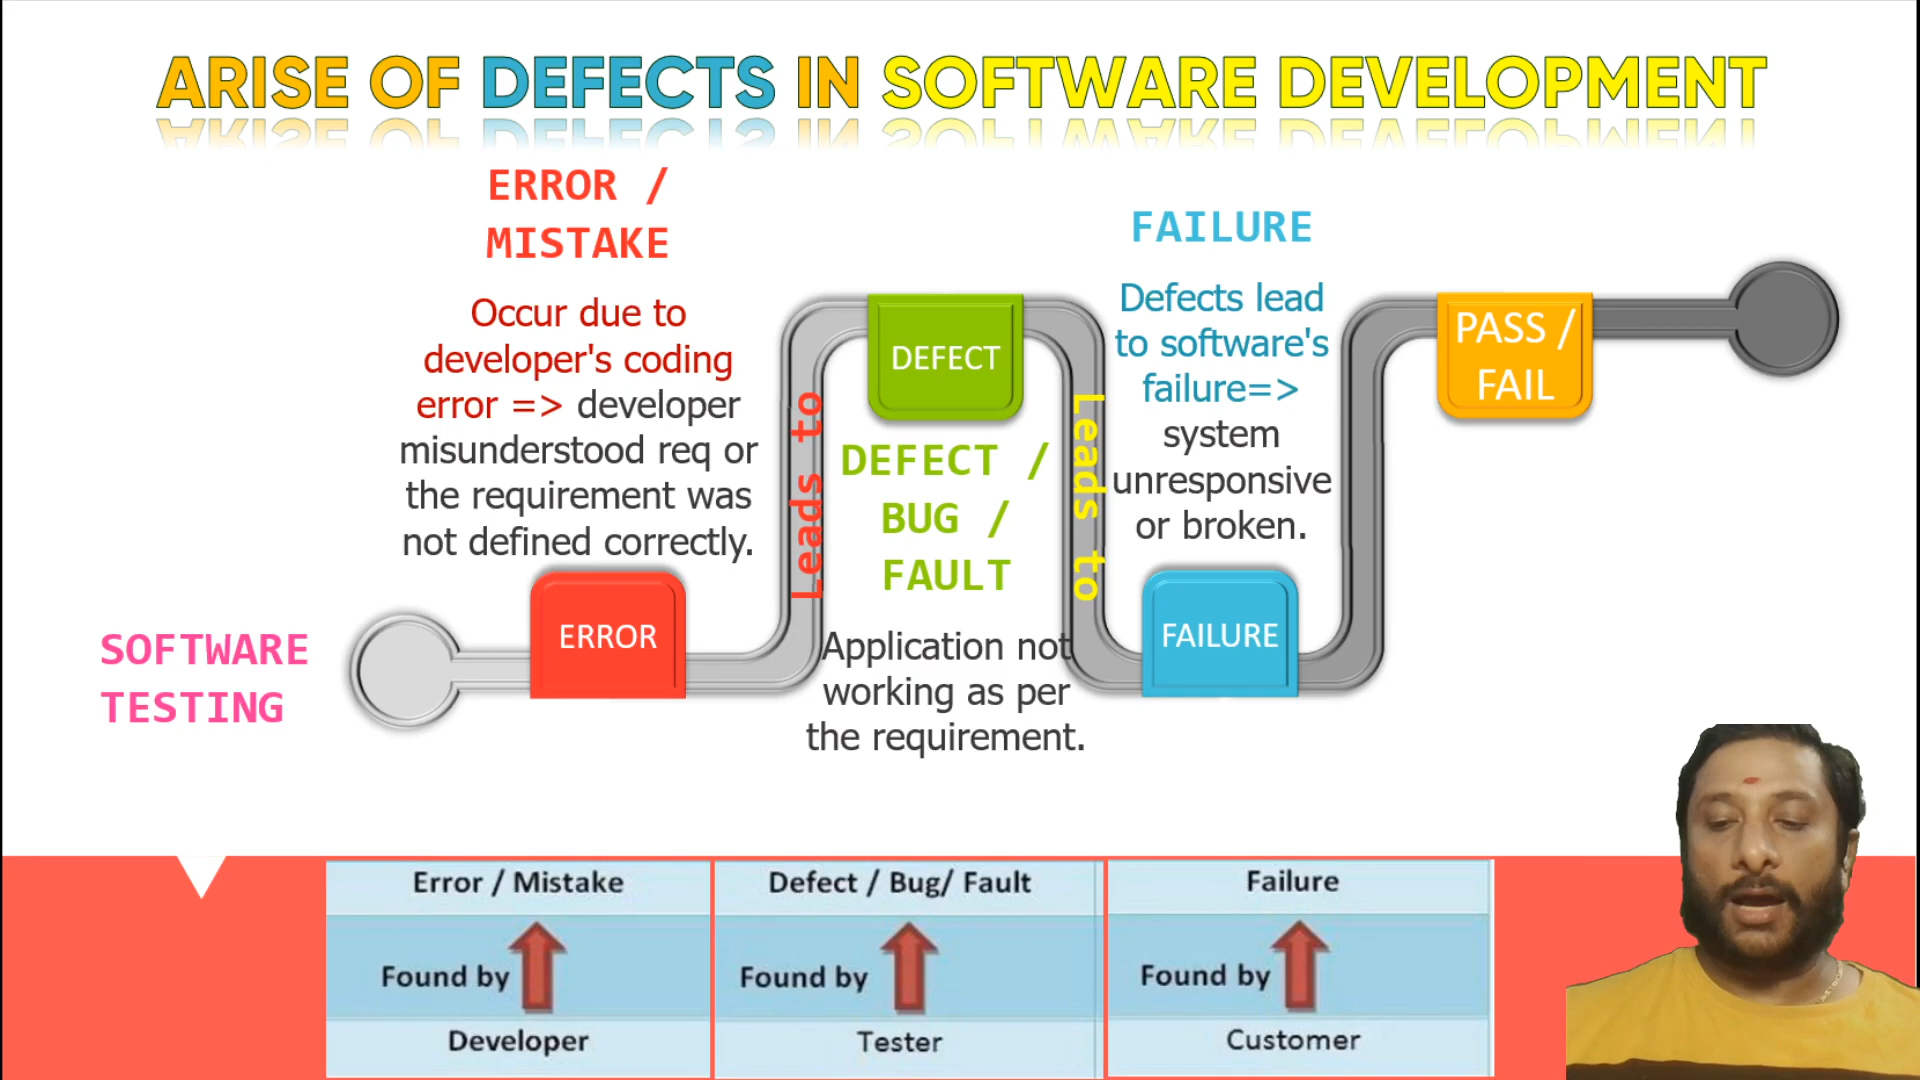 ARISE OF DEFECTS IN SOFTWARE DEVELOPMENT
ERROR /
MISTAKE
Occur due to
developer's coding
error => developer
misunderstood req or
the requirement was
not defined correctly.
ERROR
SOFTWARE
TESTING
Leads to
DEFECT
DEFECT /
BUG /
FAULT
Application not
working as per
the requirement.
Leads to
FAILURE
Defects lead
to software's
failure=>
system
unresponsive
or broken.
FAILURE
PASS /
FAIL
Error / Mistake
Found by
Developer
Defect / Bug/ Fault
Found by
Tester
Failure
Found by
Customer